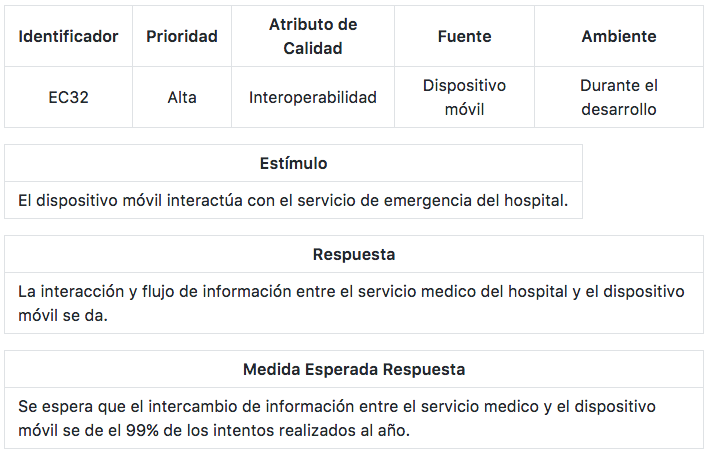 Identificador Prioridad Atributo de Calidad Fuente Ambiente
EC32 Alta Interoperabilidad Dispositivo móvil Durante el desarrollo
Estímulo
El dispositivo móvil interactúa con el servicio de emergencia del hospital.
Respuesta
La interacción y flujo de información entre el servicio medico del hospital y el dispositivo
móvil se da.
Medida Esperada Respuesta
Se espera que el intercambio de información entre el servicio medico y el dispositivo
móvil se de el 99% de los intentos realizados al año.